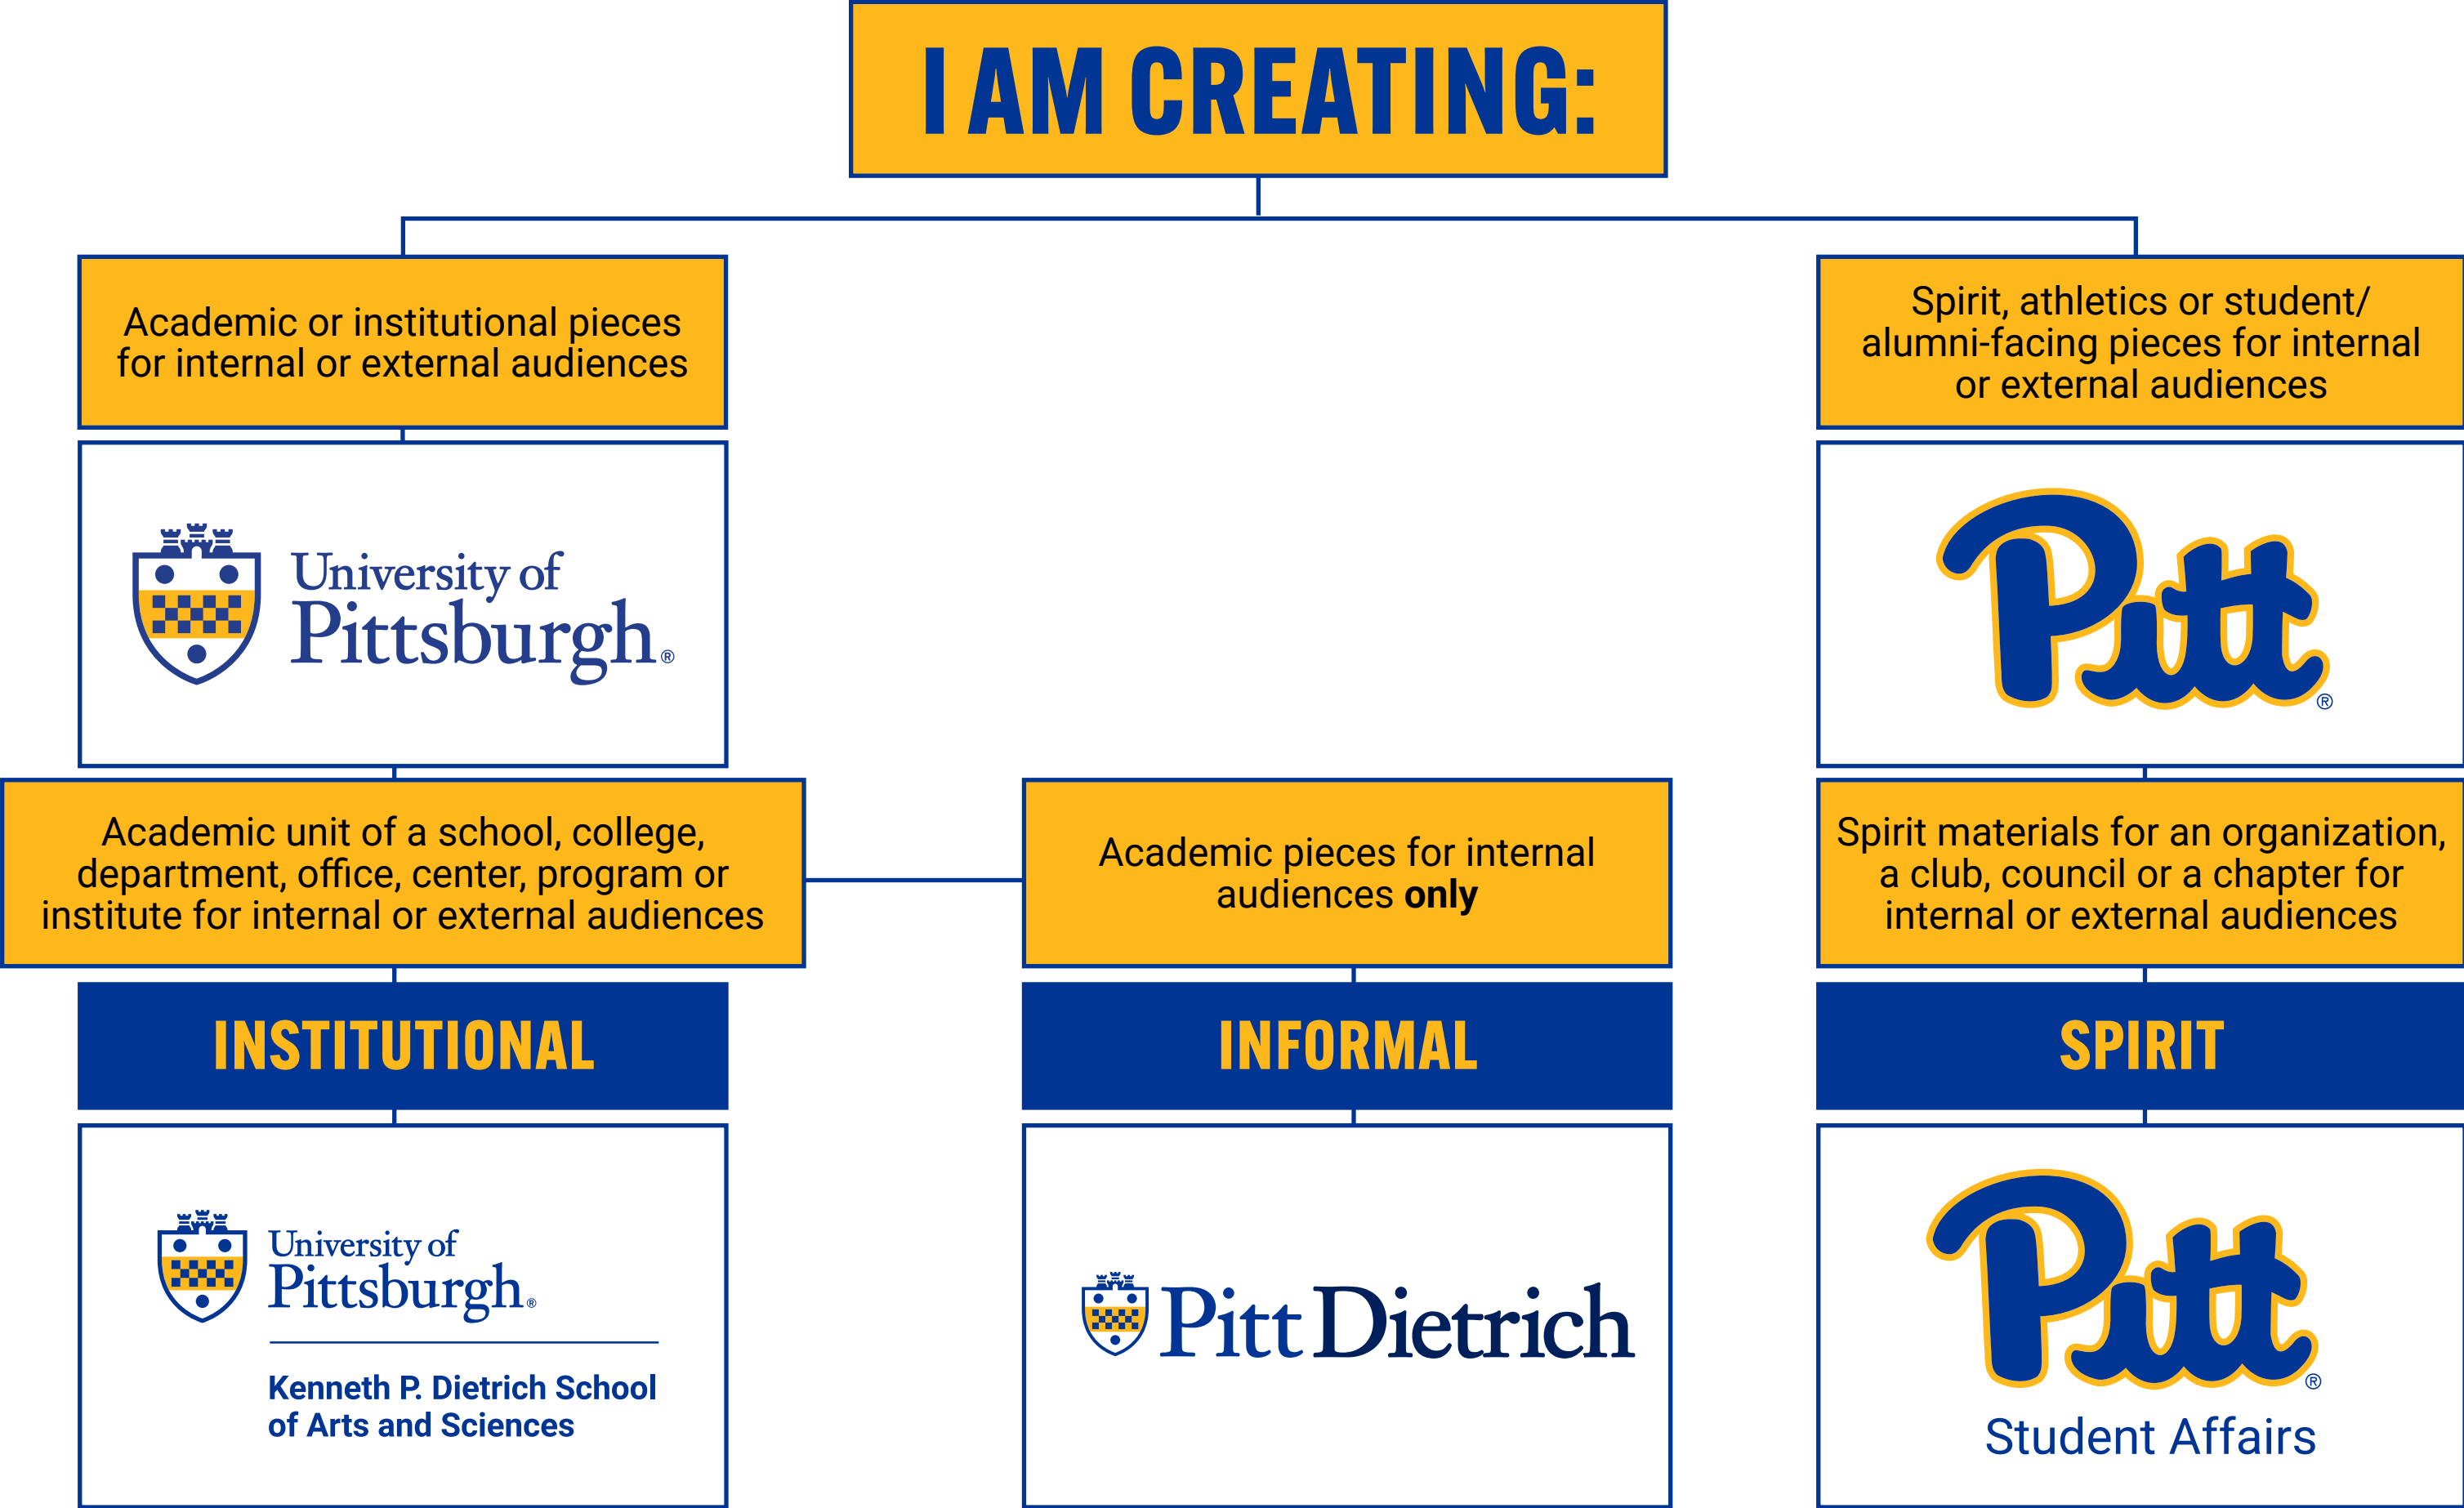 I AM CREATING:
Academic or institutional pieces
for internal or external audiences
University of
Pittsburgh®
Spirit, athletics or student/
alumni-facing pieces for internal
or external audiences
Pitt®
Academic unit of a school, college,
department, office, center, program or
institute for internal or external audiences
Academic pieces for internal
audiences only
Spirit materials for an organization,
a club, council or a chapter for
internal or external audiences
INSTITUTIONAL
INFORMAL
SPIRIT
University of
Pittsburgh®
Kenneth P. Dietrich School
of Arts and Sciences
Pitt Dietrich
Pitt®
Student Affairs